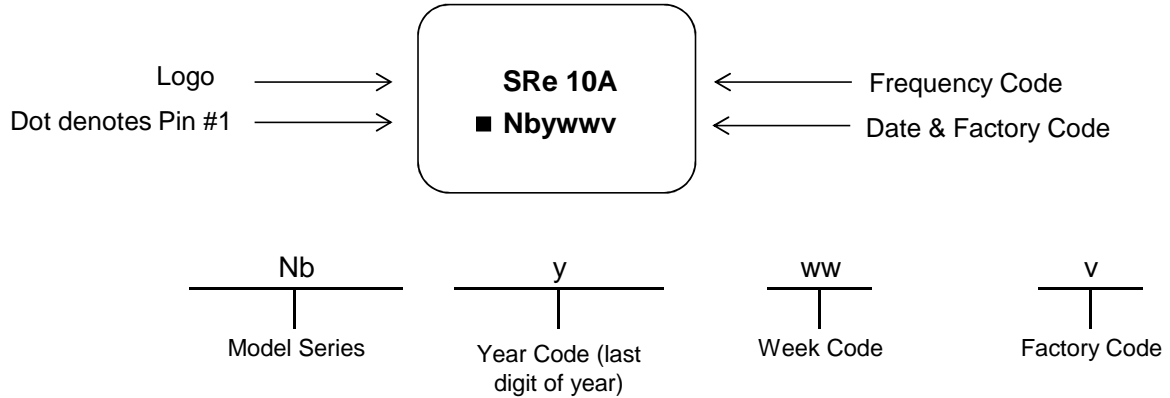 Logo
SRe 10A
Frequency Code
Dot denotes Pin #1
Nbywwv
Date & Factory Code
Nb
y
ww
v
Model Series
Year Code (last
digit of year)
Week Code
Factory Code